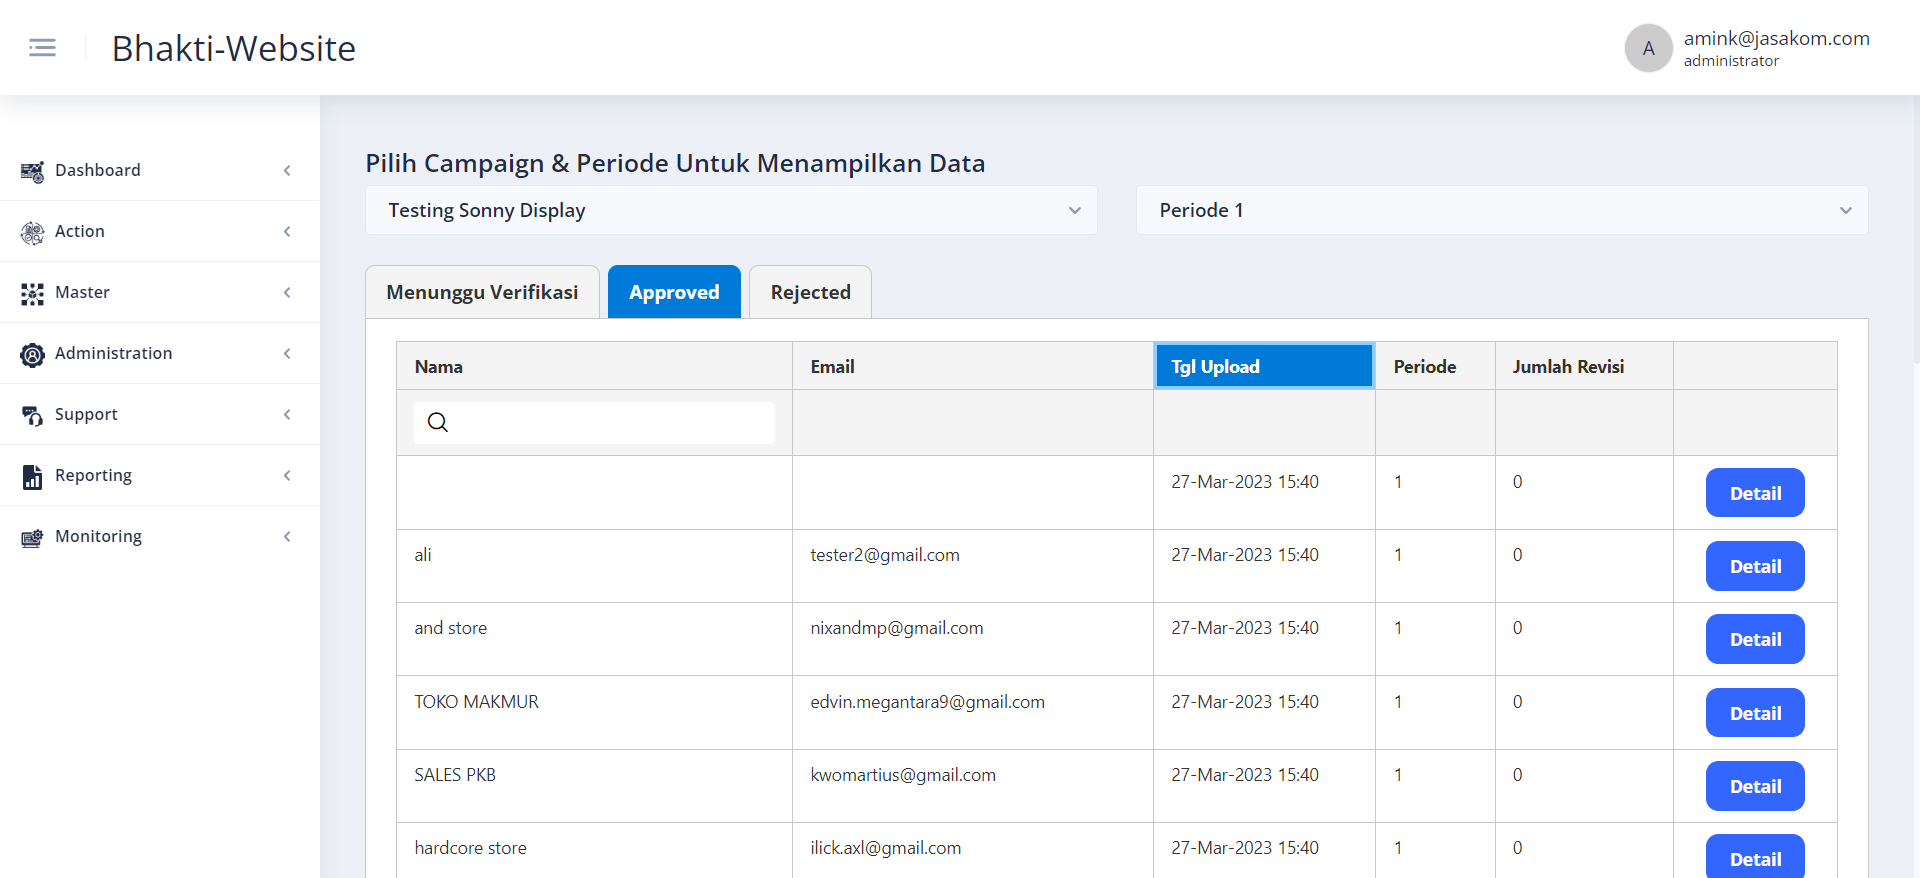 Bhakti-Website
A
amink@jasakom.com
administrator
Dashboard
Action
Master
Administration
Support
Reporting
Monitoring
Pilih Campaign & Periode Untuk Menampilkan Data
Testing Sonny Display
Periode 1
Menunggu Verifikasi
Approved
Rejected
Nama Email Tgl Upload Periode Jumlah Revisi
27-Mar-2023 15:40 1 0 Detail
ali tester2@gmail.com 27-Mar-2023 15:40 1 0 Detail
and store nixandmp@gmail.com 27-Mar-2023 15:40 1 0 Detail
TOKO MAKMUR edvin.megantara9@gmail.com 27-Mar-2023 15:40 1 0 Detail
SALES PKB kwomartius@gmail.com 27-Mar-2023 15:40 1 0 Detail
hardcore store ilick.axl@gmail.com 27-Mar-2023 15:40 1 0 Detail